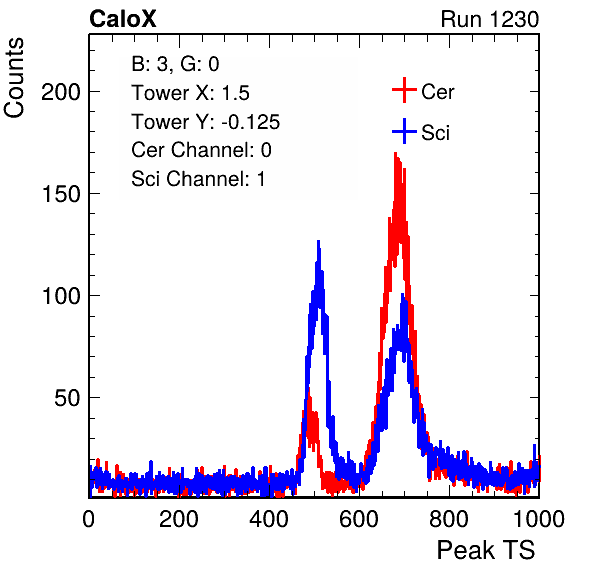 CaloX Run 1230
Counts
B: 3, G: 0
Tower X: 1.5
Tower Y: -0.125
Cer Channel: 0
Sci Channel: 1
Cer
Sci
200
150
100
50
0 200 400 600 800 1000
Peak TS